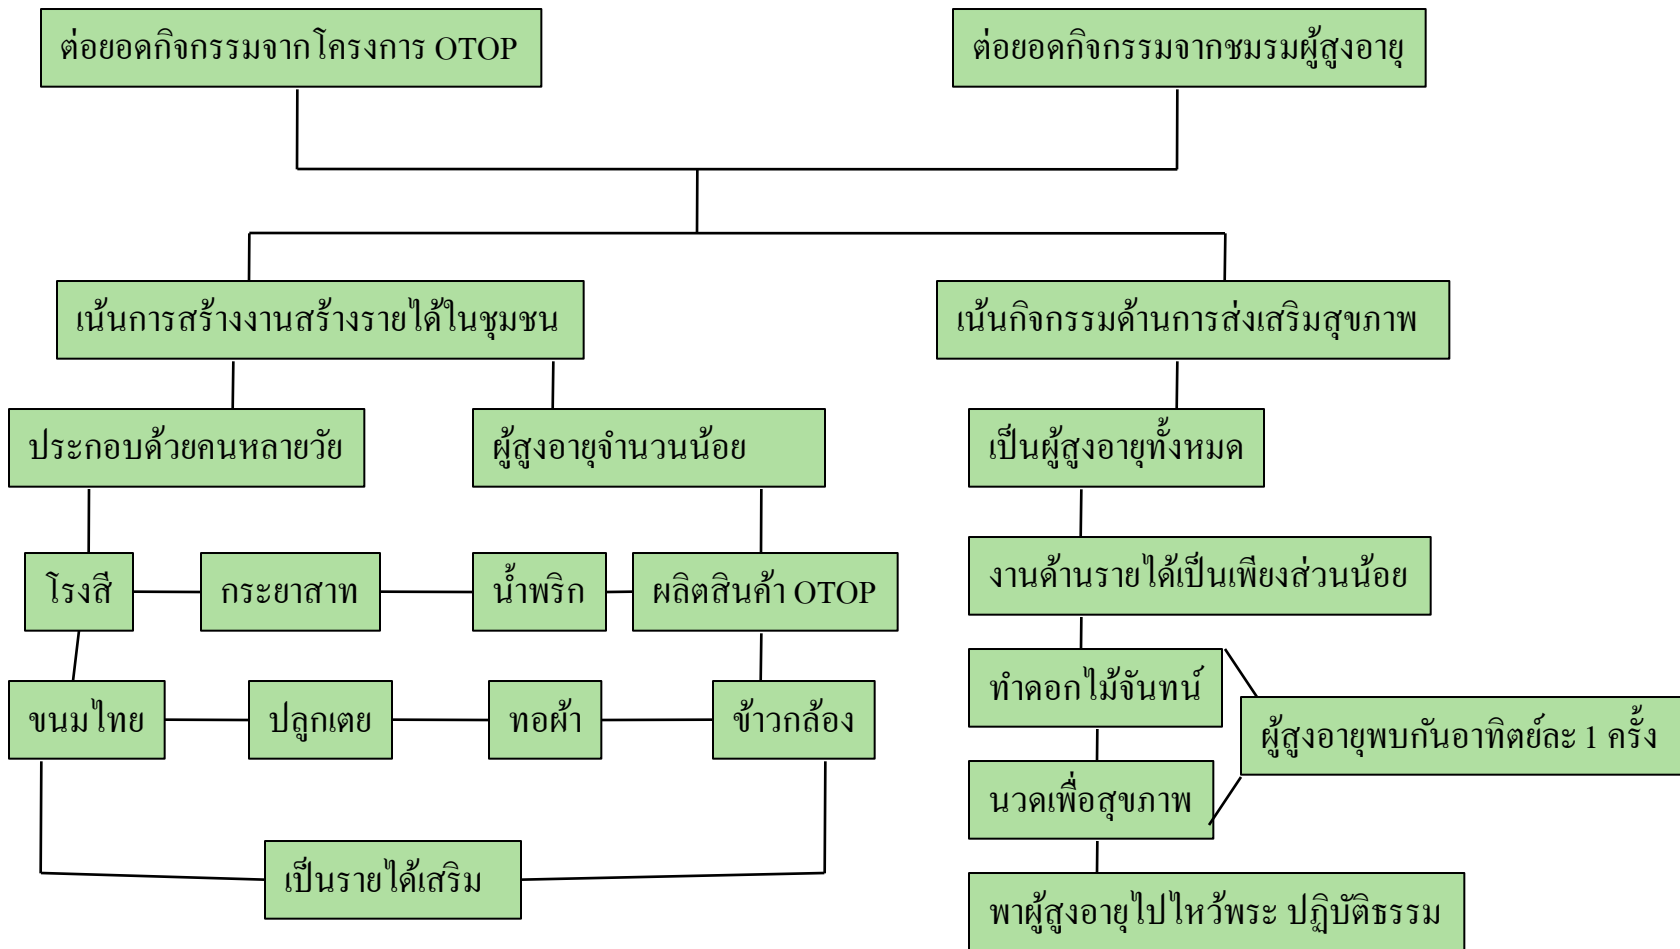 ต่อยอดกิจกรรมจากโครงการ OTOP
ต่อยอดกิจกรรมจากชมรมผู้สูงอายุ
เน้นการสร้างงานสร้างรายได้ในชุมชน
เน้นกิจกรรมด้านการส่งเสริมสุขภาพ
ประกอบด้วยคนหลายวัย
ผู้สูงอายุจำนวนน้อย
เป็นผู้สูงอายุทั้งหมด
โรงสี
กระยาสาท
น้ำพริก
ผลิตสินค้า OTOP
งานด้านรายได้เป็นเพียงส่วนน้อย
ขนมไทย
ปลูกเตย
ทอผ้า
ข้าวกล้อง
ทำดอกไม้จันทน์
ผู้สูงอายุพบกันอาทิตย์ละ 1 ครั้ง
นวดเพื่อสุขภาพ
เป็นรายได้เสริม
พาผู้สูงอายุไปไหว้พระ ปฏิบัติธรรม